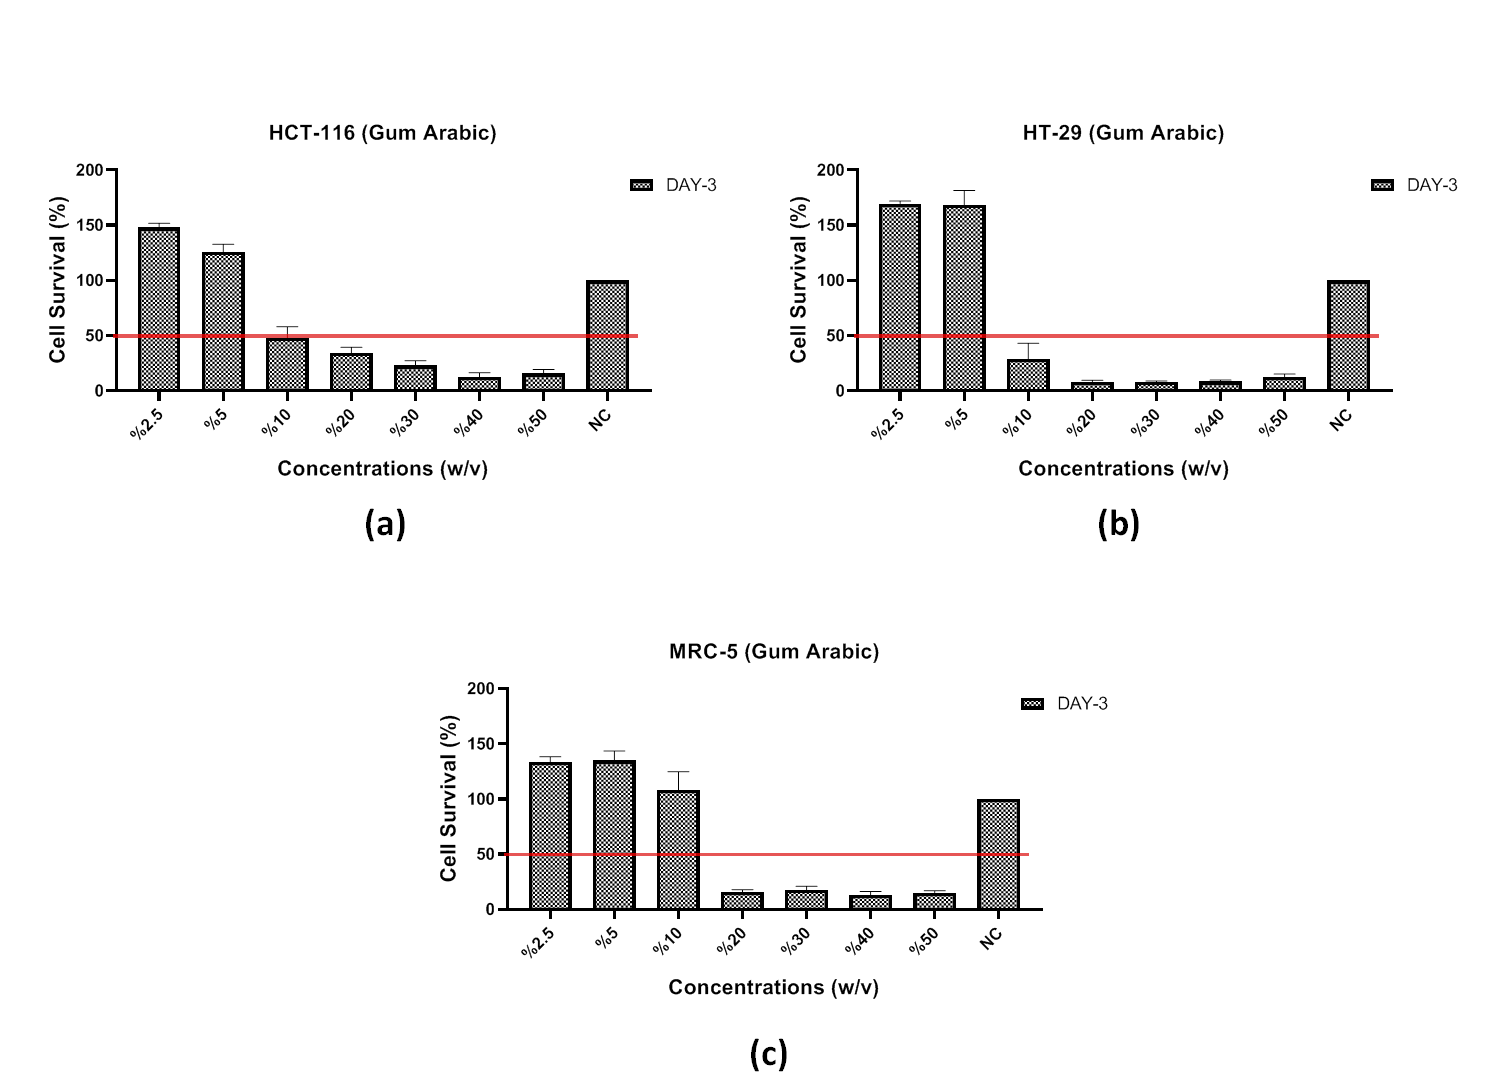 HCT-116 (Gum Arabic)
DAY-3
Cell Survival (%)
200
150
100
50
0
%2.5 %5 %10 %20 %30 %40 %50 NC
Concentrations (w/v)
(a)
HT-29 (Gum Arabic)
DAY-3
Cell Survival (%)
200
150
100
50
0
%2.5 %5 %10 %20 %30 %40 %50 NC
Concentrations (w/v)
(b)
MRC-5 (Gum Arabic)
DAY-3
Cell Survival (%)
200
150
100
50
0
%2.5 %5 %10 %20 %30 %40 %50 NC
Concentrations (w/v)
(c)